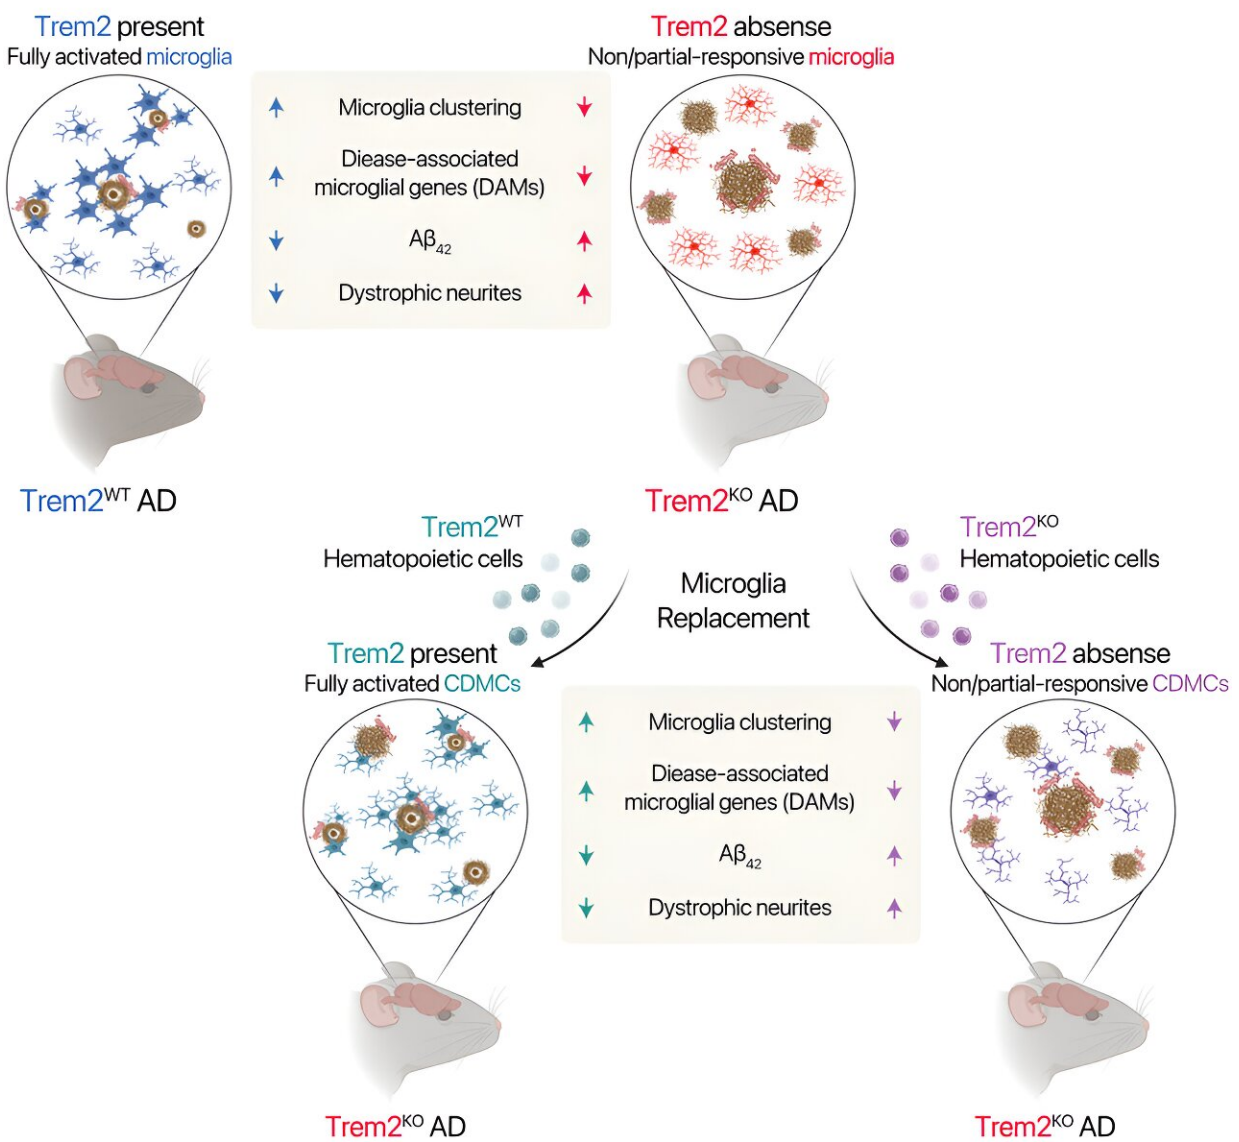 Trem2 present
Fully activated microglia
Trem2 absense
Non/partial-responsive microglia
Microglia clustering
Diease-associated
microglial genes (DAMs)
Aβ42
Dystrophic neurites
Trem2WT AD
Trem2KO AD
Trem2WT
Hematopoietic cells
Microglia
Replacement
Trem2KO
Hematopoietic cells
Trem2 present
Fully activated CDMCs
Trem2 absense
Non/partial-responsive CDMCs
Microglia clustering
Diease-associated
microglial genes (DAMs)
Aβ42
Dystrophic neurites
Trem2KO AD
Trem2KO AD